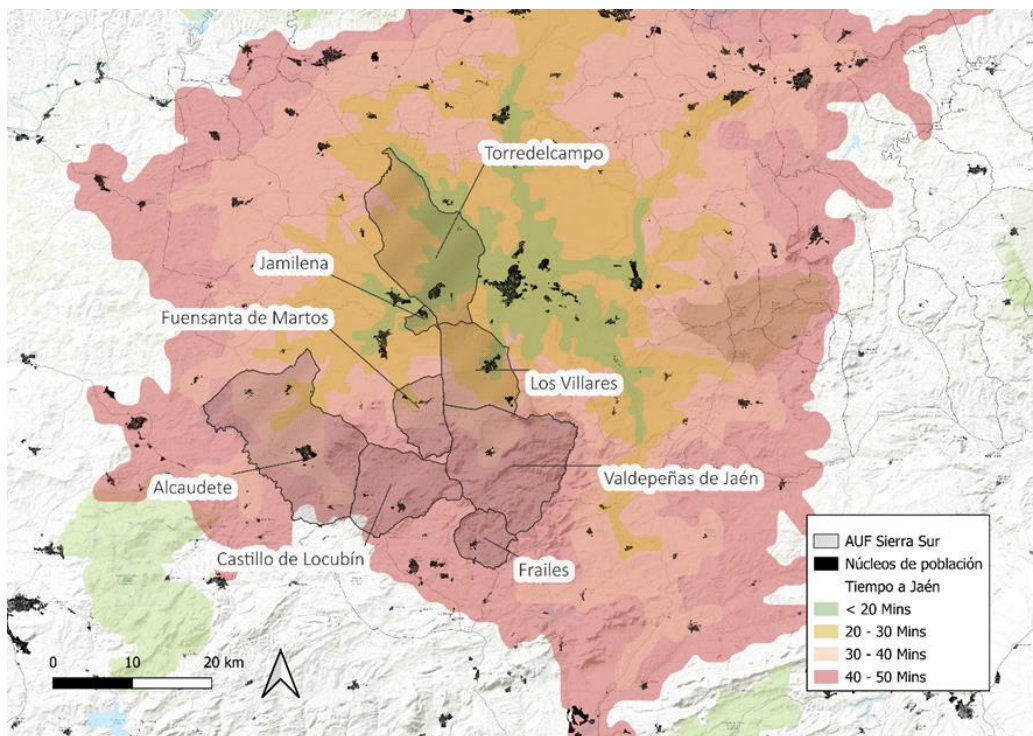 Torredelcampo
Jamilena
Fuensanta de Martos
Los Villares
Alcaudete
Valdepeñas de Jaén
Castillo de Locubín
Frailes
AUF Sierra Sur
Núcleos de población
Tiempo a Jaén
< 20 Mins
20 - 30 Mins
30 - 40 Mins
40 - 50 Mins
0 10 20 km